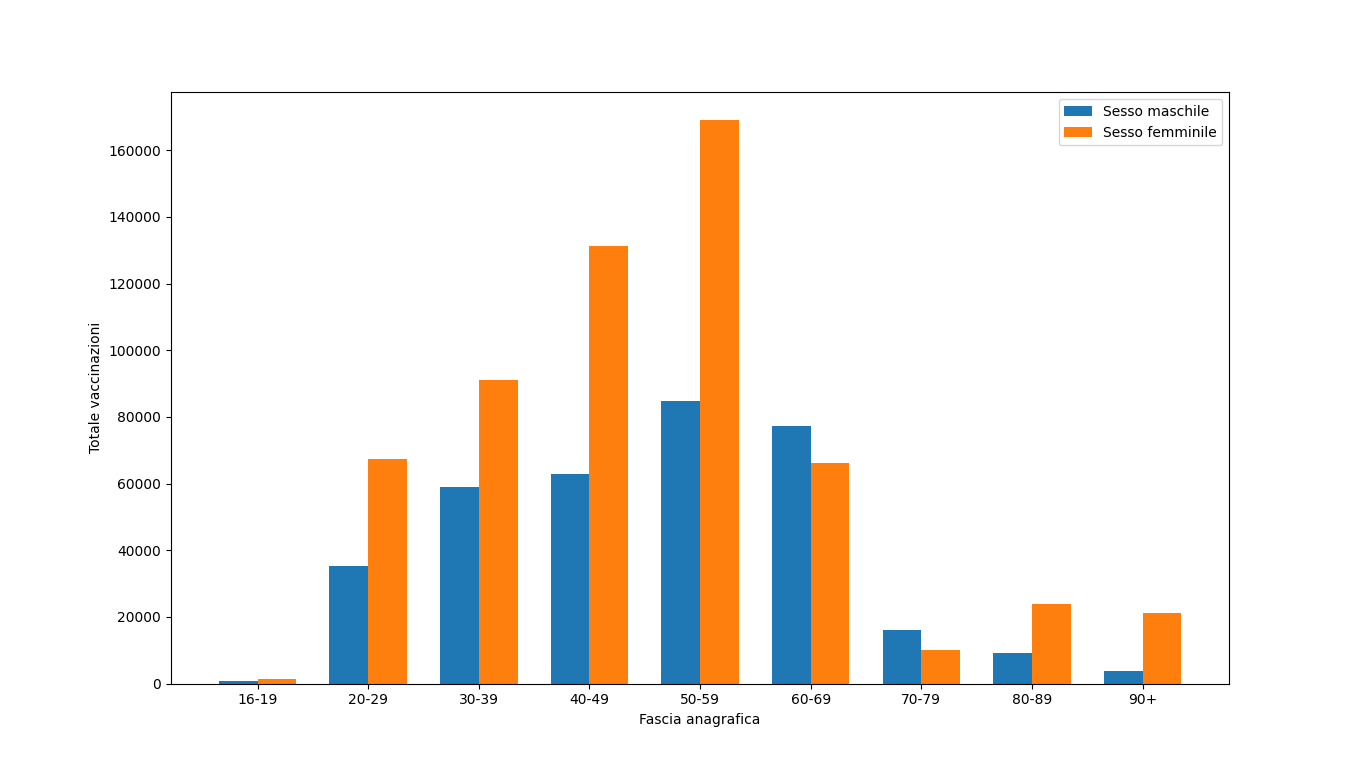 Sesso maschile
Sesso femminile
160000
140000
120000
100000
80000
60000
40000
20000
0
Totale vaccinazioni
16-19 20-29 30-39 40-49 50-59 60-69 70-79 80-89 90+
Fascia anagrafica